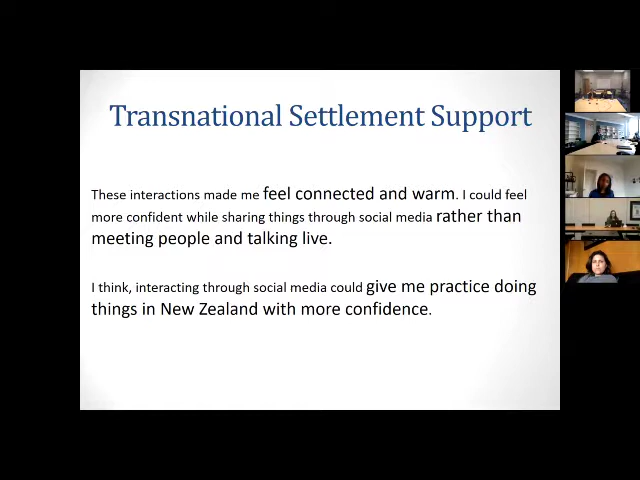 Transnational Settlement Support
These interactions made me feel connected and warm. I could feel
more confident while sharing things through social media rather than
meeting people and talking live.
I think, interacting through social media could give me practice doing
things in New Zealand with more confidence.